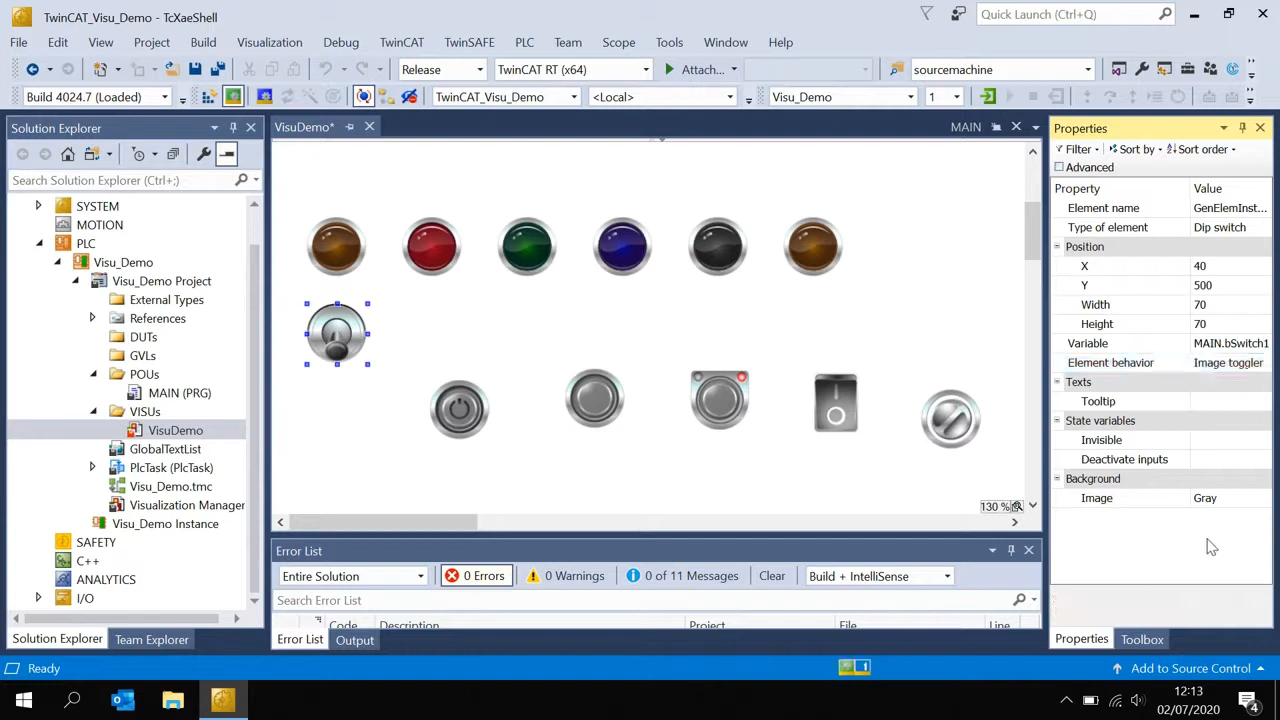 TwinCAT_Visu_Demo - TcXaeShell
Quick Launch (Ctrl+Q)
File Edit View Project Build Visualization Debug TwinCAT TwinSAFE PLC Team Scope Tools Window Help
Release TwinCAT RT (x64) Attach... sourcemachine
Build 4024.7 (Loaded) TwinCAT_Visu_Demo <Local> Visu_Demo 1
Solution Explorer
Search Solution Explorer (Ctrl+;)
SYSTEM
MOTION
PLC
Visu_Demo
Visu_Demo Project
External Types
References
DUTs
GVLs
POUs
MAIN (PRG)
VISUs
VisuDemo
GlobalTextList
PlcTask (PlcTask)
Visu_Demo.tmc
Visualization Manager
Visu_Demo Instance
SAFETY
C++
ANALYTICS
I/O
Solution Explorer Team Explorer
VisuDemo* MAIN
130 %
Error List
Entire Solution 0 Errors 0 Warnings 0 of 11 Messages Clear Build + IntelliSense
Search Error List
Code Description Project File Line
Error List Output
Properties
Filter Sort by Sort order
Advanced
Property Value
Element name GenElemInst...
Type of element Dip switch
Position
X 40
Y 500
Width 70
Height 70
Variable MAIN.bSwitch1
Element behavior Image toggler
Texts
Tooltip
State variables
Invisible
Deactivate inputs
Background
Image Gray
Properties Toolbox
Ready 1 Add to Source Control
12:13
02/07/2020
4